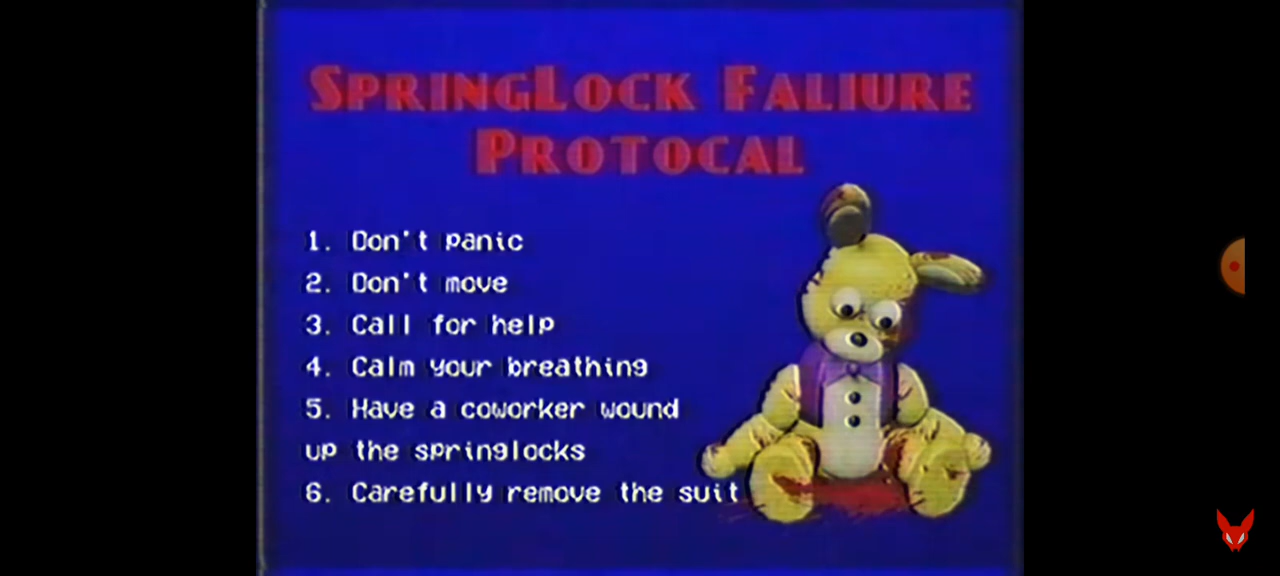 SPRINGLOCK FALIURE
PROTOCAL
1. Don't panic
2. Don't move
3. Call for help
4. Calm your breathing
5. Have a coworker wound
up the springlocks
6. Carefully remove the suit